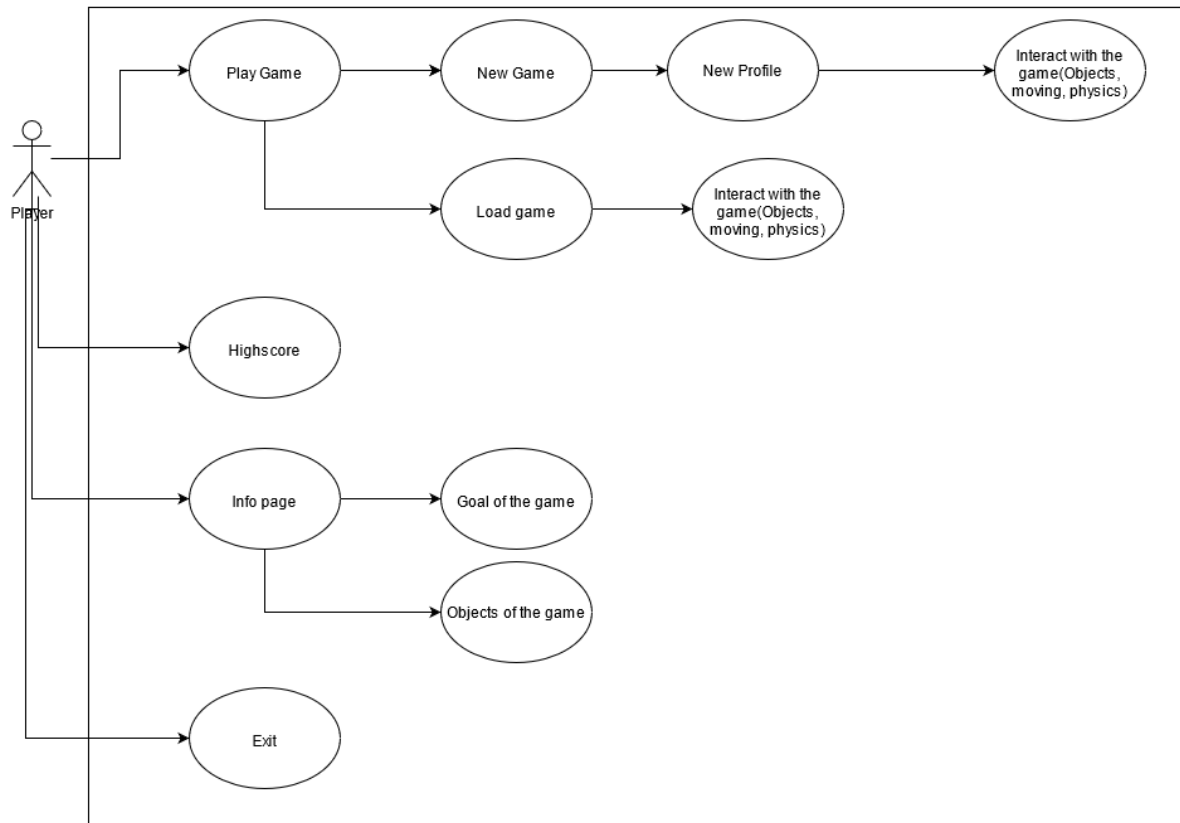 Play Game
New Game
New Profile
Interact with the
game(Objects,
moving, physics)
Player
Load game
Interact with the
game(Objects,
moving, physics)
Highscore
Info page
Goal of the game
Objects of the game
Exit